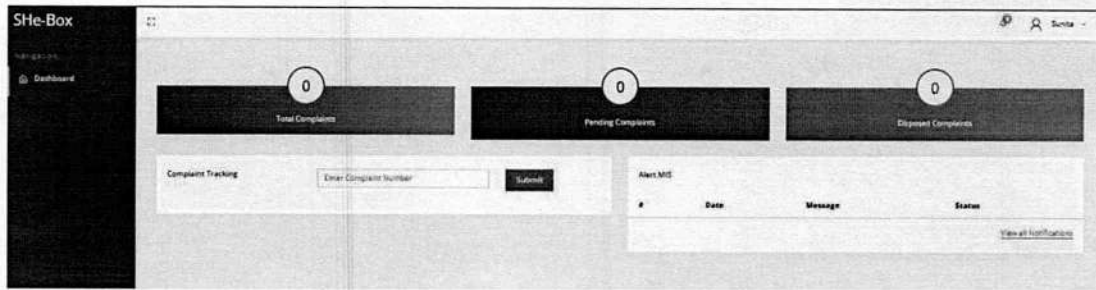 SHe-Box
Sunita
Navigation
Dashboard
0
Total Complaints
0
Pending Complaints
0
Disposed Complaints
Complaint Tracking
Enter Complaint Number
Submit
Alert MIS
# Date Message Status
View all Notifications